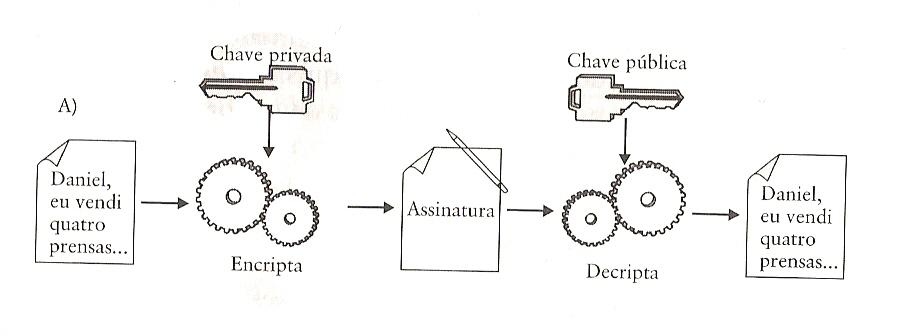 Chave privada
Chave pública
A)
Daniel,
eu vendi
quatro
prensas...
Encripta
Assinatura
Decripta
Daniel,
eu vendi
quatro
prensas...